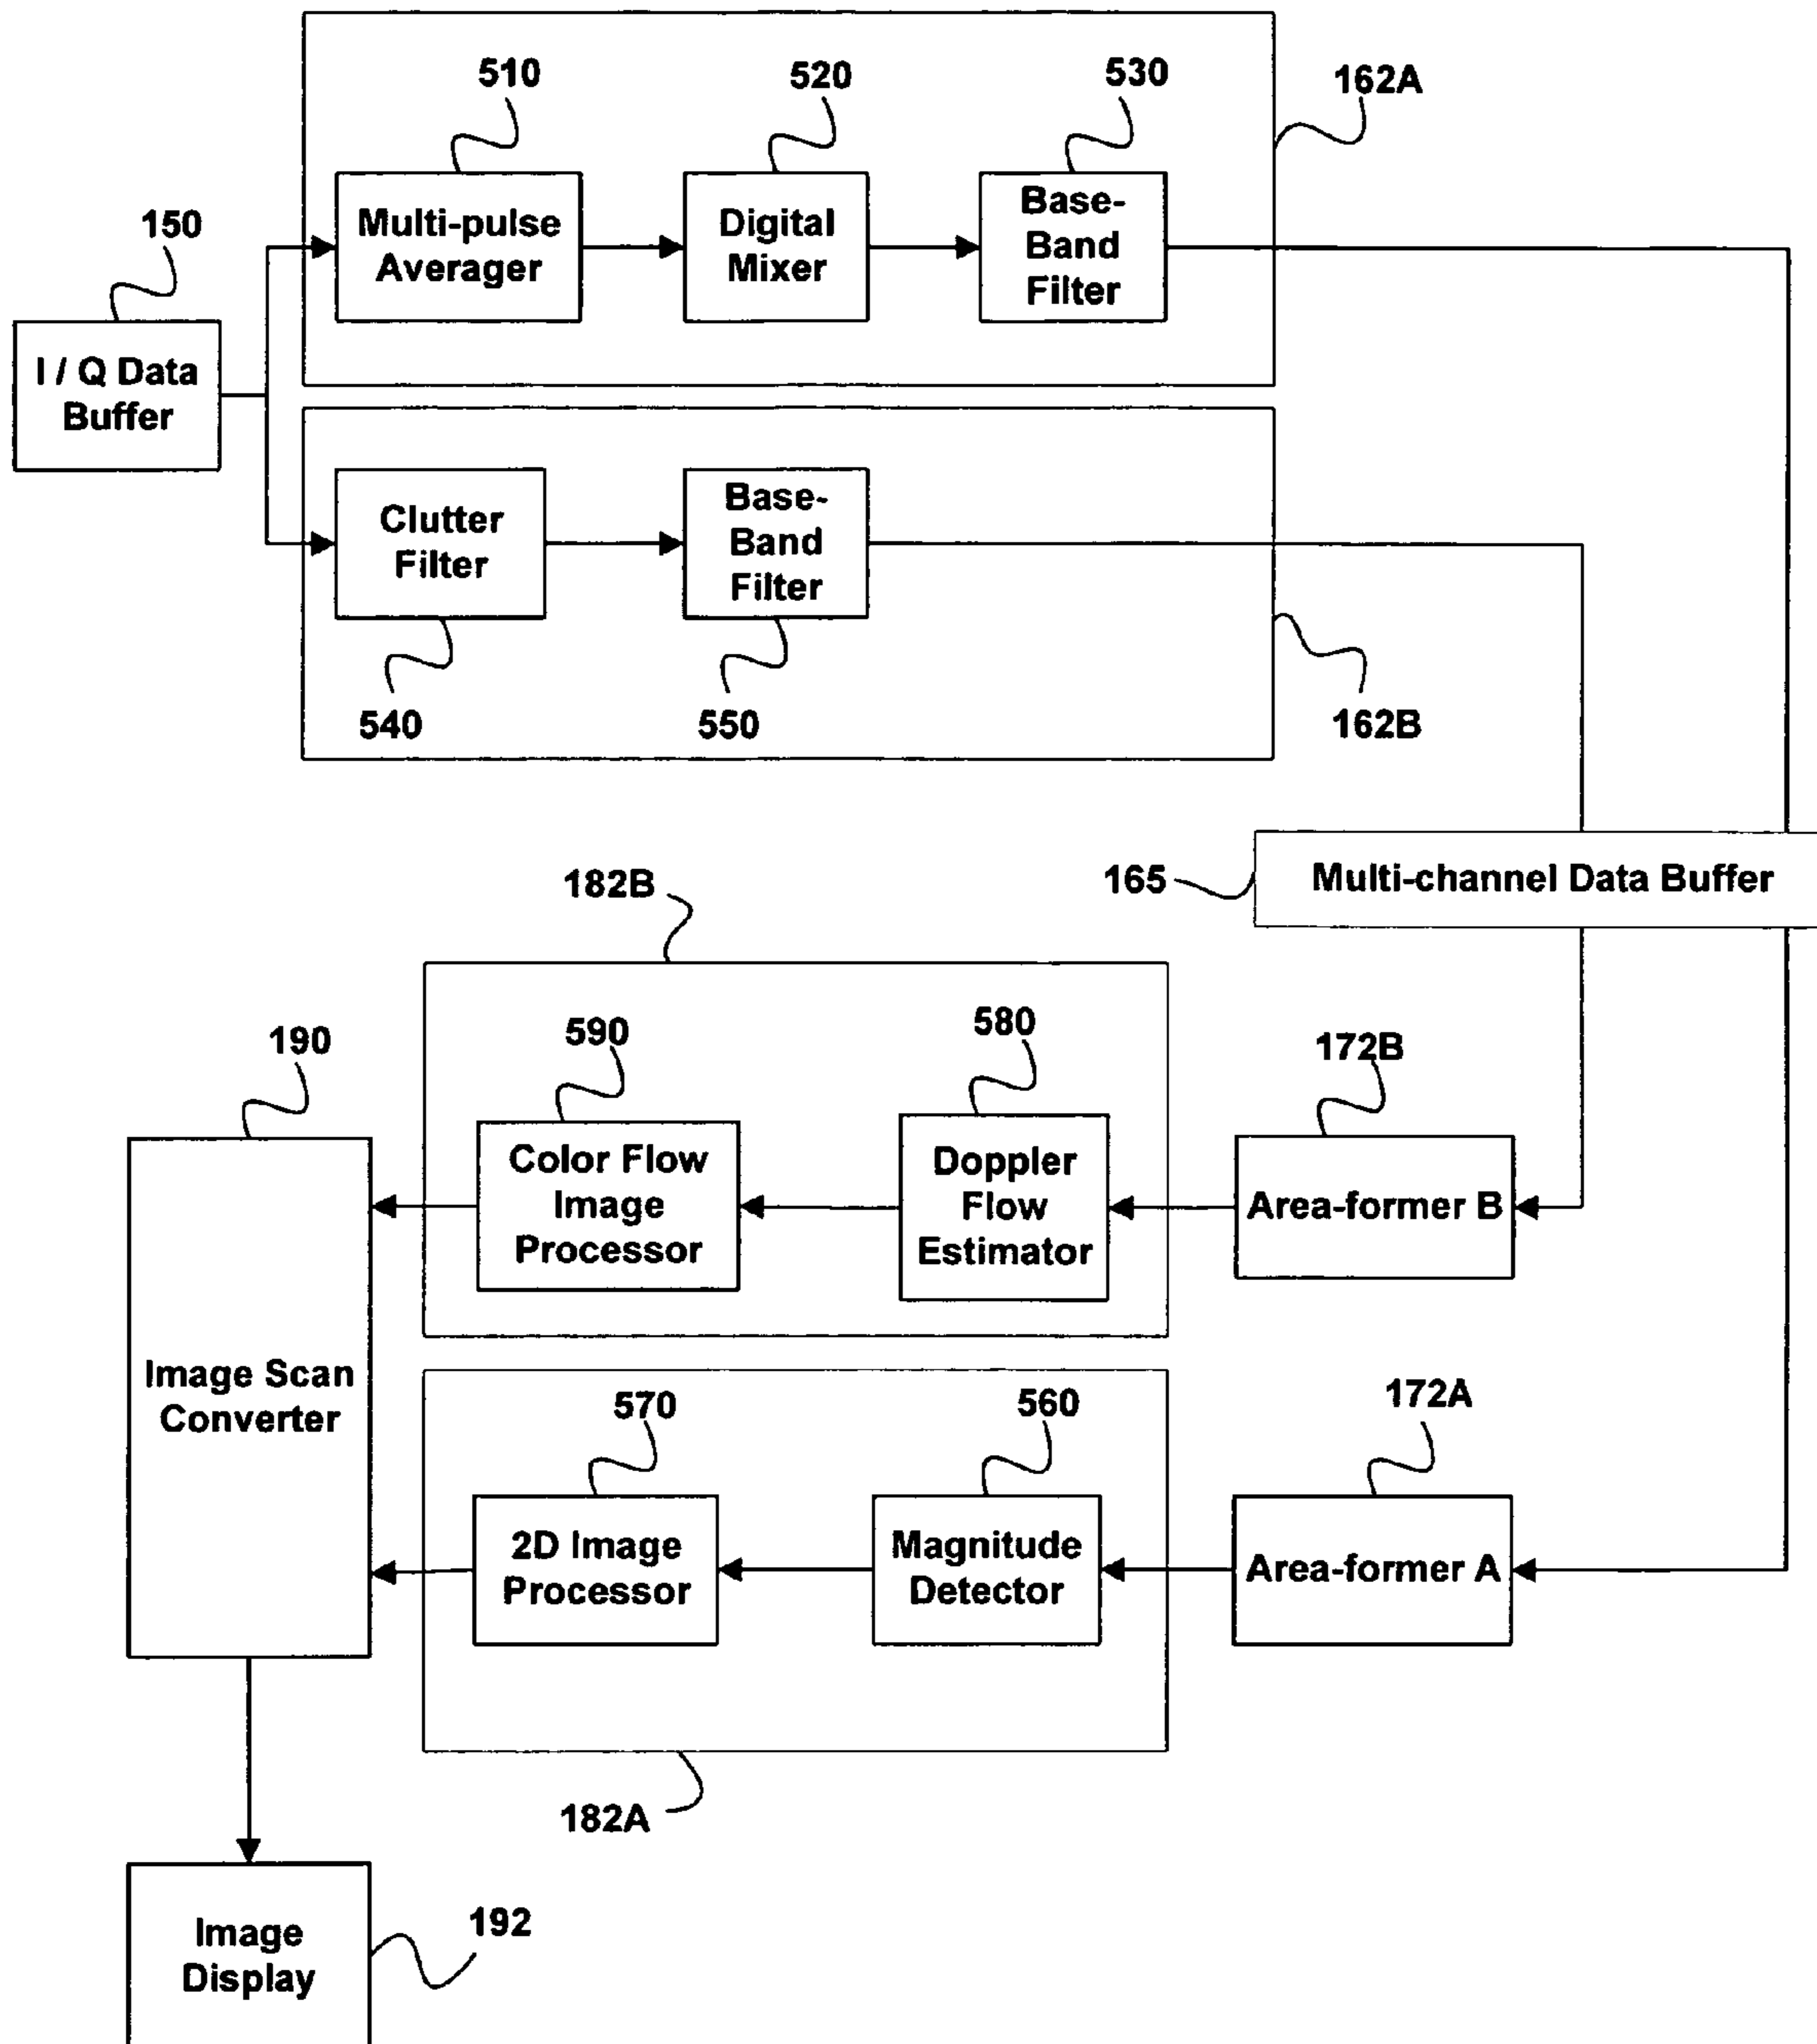 510
520
530
162A
150
Multi-pulse
Averager
Digital
Mixer
Base-
Band
Filter
I / Q Data
Buffer
Clutter
Filter
Base-
Band
Filter
540
550
162B
165
Multi-channel Data Buffer
182B
190
590
580
172B
Color Flow
Image
Processor
Doppler
Flow
Estimator
Area-former B
Image Scan
Converter
570
560
172A
2D Image
Processor
Magnitude
Detector
Area-former A
182A
Image
Display
192